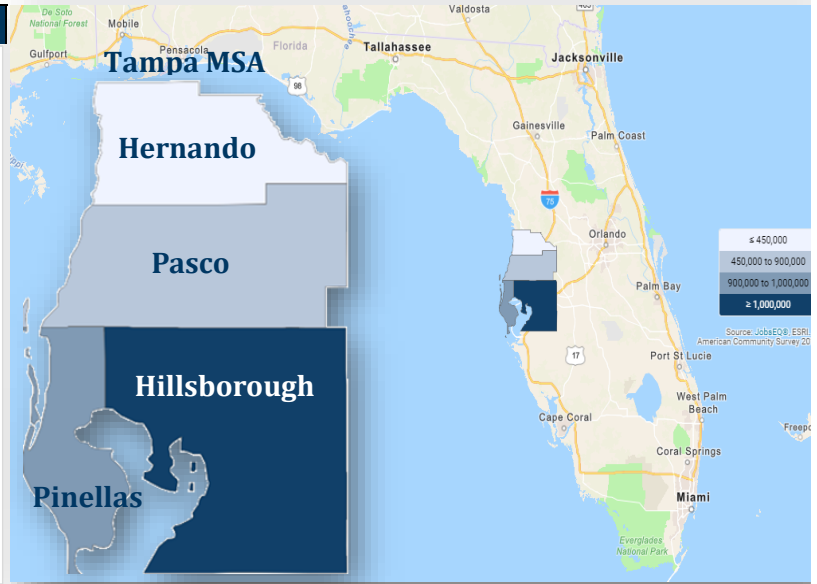 De Soto
National Forest
Mobile
Gulfport
Pensacola
Florida
Valdosta
Tallahassee
98
Jacksonville
Tampa MSA
Gainesville
Palm Coast
Hernando
75
Orlando
Pasco
Palm Bay
≤ 450,000
450,000 to 900,000
900,000 to 1,000,000
≥ 1,000,000
Source: JobsEQ®, ESRI:
American Community Survey 20
17
Port St Lucie
Hillsborough
West Palm
Beach
Cape Coral
Freepo
Coral Springs
Pinellas
Miami
Everglades
National Park